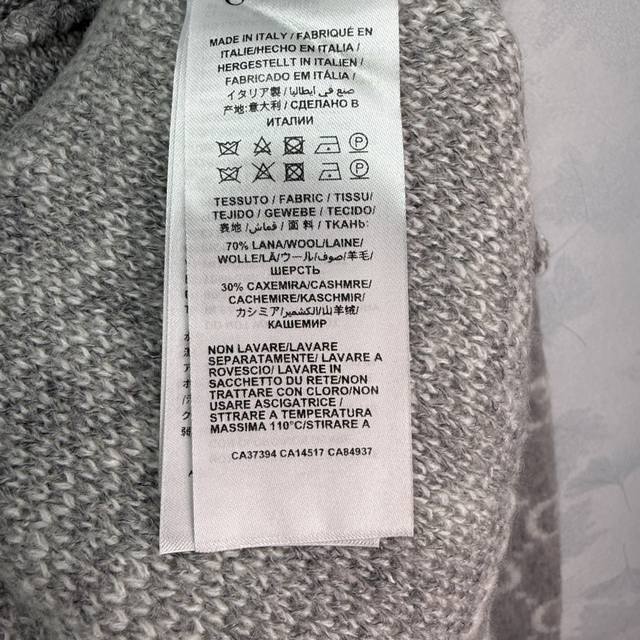 MADE IN ITALY / FABRIQUÉ EN
ITALIE/HECHO EN ITALIA /
HERGESTELLT IN ITALIEN /
FABRICADO EM ITÁLIA /
イタリア製 / صنع في ايطاليا /
产地:意大利 / СДЕЛАНО В
ИТАЛИИ
TESSUTO / FABRIC / TISSU/
TEJIDO / GEWEBE / TECIDO/
表地 / قماش/ 面 料 / ТКАНЬ:
70% LANA/WOOL/LAINE/
WOLLE/LÃ/ウール/صوف/羊毛/
ШЕРСТЬ
30% CAXEMIRA/CASHMRE/
CACHEMIRE/KASCHMIR/
カシミア/الكشمير/山羊绒/
КАШЕМИР
NON LAVARE/LAVARE
SEPARATAMENTE/ LAVARE A
ROVESCIO/ LAVARE IN
SACCHETTO DU RETE/NON
TRATTARE CON CLORO/NON
USARE ASCIGATRICE /
STTRARE A TEMPERATURA
MASSIMA 110°C/STIRARE A
CA37394 CA14517 CA84937